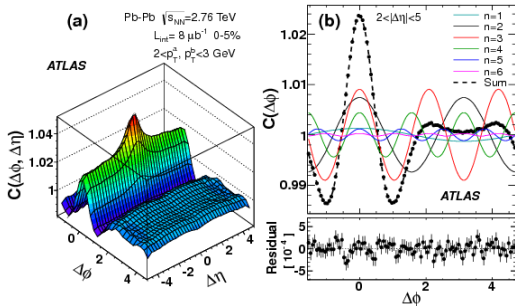 (a)
Pb-Pb √sNN=2.76 TeV
Lint= 8 μb-1 0-5%
2<pTa, pTb<3 GeV
ATLAS
C(Δϕ, Δη)
1.04
1.02
1
0
2
4
Δϕ
-4
-2
0
2
4
Δη
(b)
2<|Δη|<5
n=1
n=2
n=3
n=4
n=5
n=6
Sum
C(Δϕ)
1.02
1.01
1
0.99
ATLAS
Residual
[ 10-4]
5
0
-5
0
2
4
Δϕ